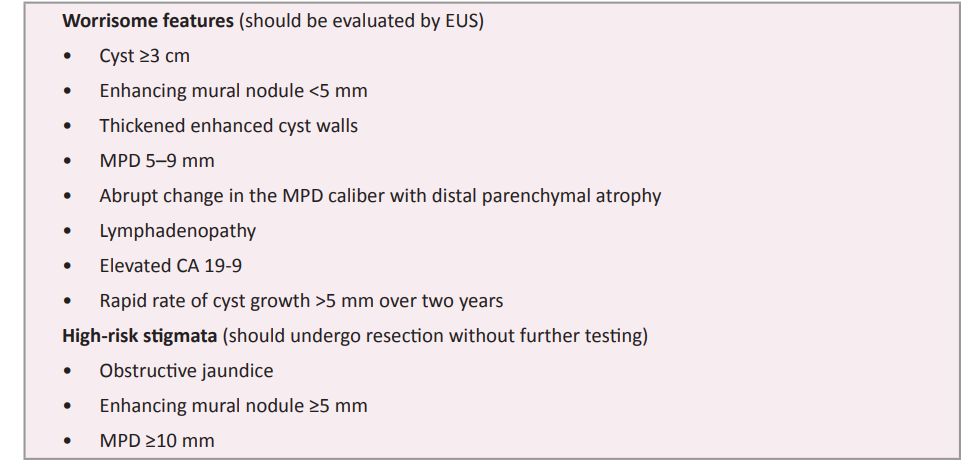 Worrisome features (should be evaluated by EUS)
• Cyst ≥3 cm
• Enhancing mural nodule <5 mm
• Thickened enhanced cyst walls
• MPD 5–9 mm
• Abrupt change in the MPD caliber with distal parenchymal atrophy
• Lymphadenopathy
• Elevated CA 19-9
• Rapid rate of cyst growth >5 mm over two years
High-risk stigmata (should undergo resection without further testing)
• Obstructive jaundice
• Enhancing mural nodule ≥5 mm
• MPD ≥10 mm